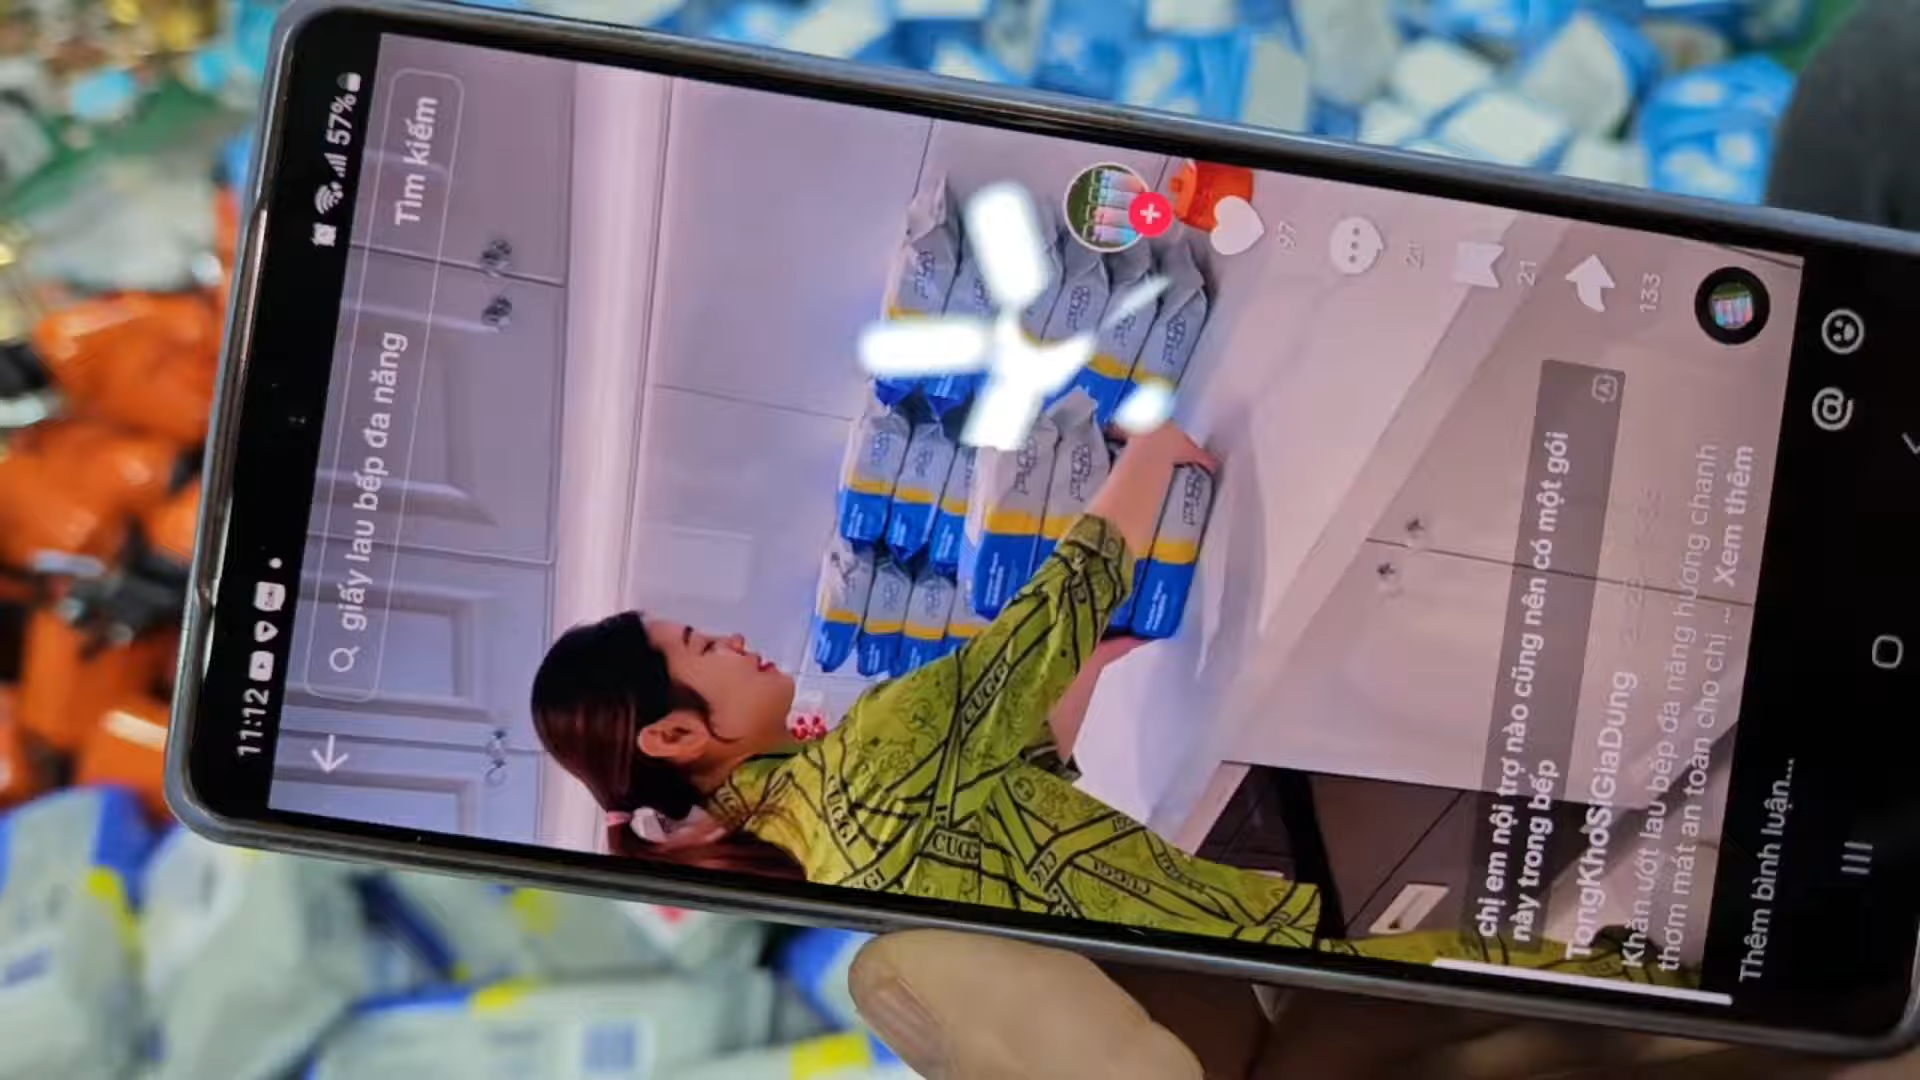 11:12
57%
giấy lau bếp đa năng
Tìm kiếm
97
21
133
chị em nội trợ nào cũng nên có một gói
này trong bếp
TongKhoSiGiaDung
Khăn ướt lau bếp đa năng hương chanh
thơm mát an toàn cho chị ... Xem thêm
Thêm bình luận...
CUGGI
CUGGI